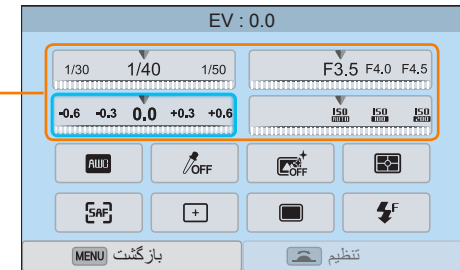 EV : 0.0
1/30 1/40 1/50 F3.5 F4.0 F4.5
-0.6 -0.3 0.0 +0.3 +0.6 ISO AUTO ISO 100 ISO 200
AWB OFF OFF
SAF F
MENU بازگشت تنظیم